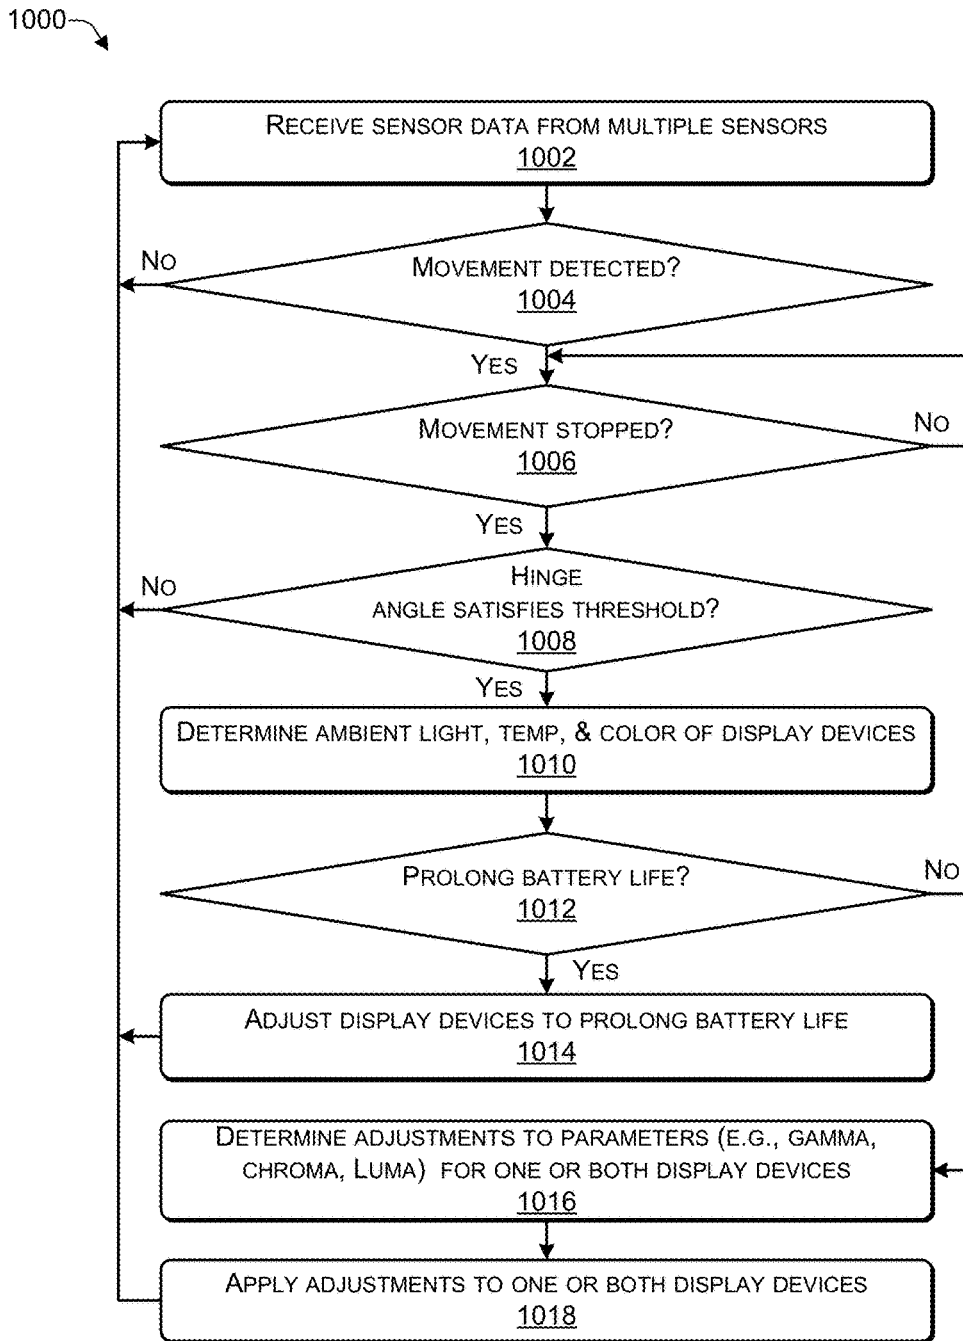 1000
RECEIVE SENSOR DATA FROM MULTIPLE SENSORS
1002
NO
MOVEMENT DETECTED?
1004
YES
MOVEMENT STOPPED?
1006
NO
YES
NO
HINGE
ANGLE SATISFIES THRESHOLD?
1008
YES
DETERMINE AMBIENT LIGHT, TEMP, & COLOR OF DISPLAY DEVICES
1010
PROLONG BATTERY LIFE?
1012
NO
YES
ADJUST DISPLAY DEVICES TO PROLONG BATTERY LIFE
1014
DETERMINE ADJUSTMENTS TO PARAMETERS (E.G., GAMMA,
CHROMA, LUMA) FOR ONE OR BOTH DISPLAY DEVICES
1016
APPLY ADJUSTMENTS TO ONE OR BOTH DISPLAY DEVICES
1018